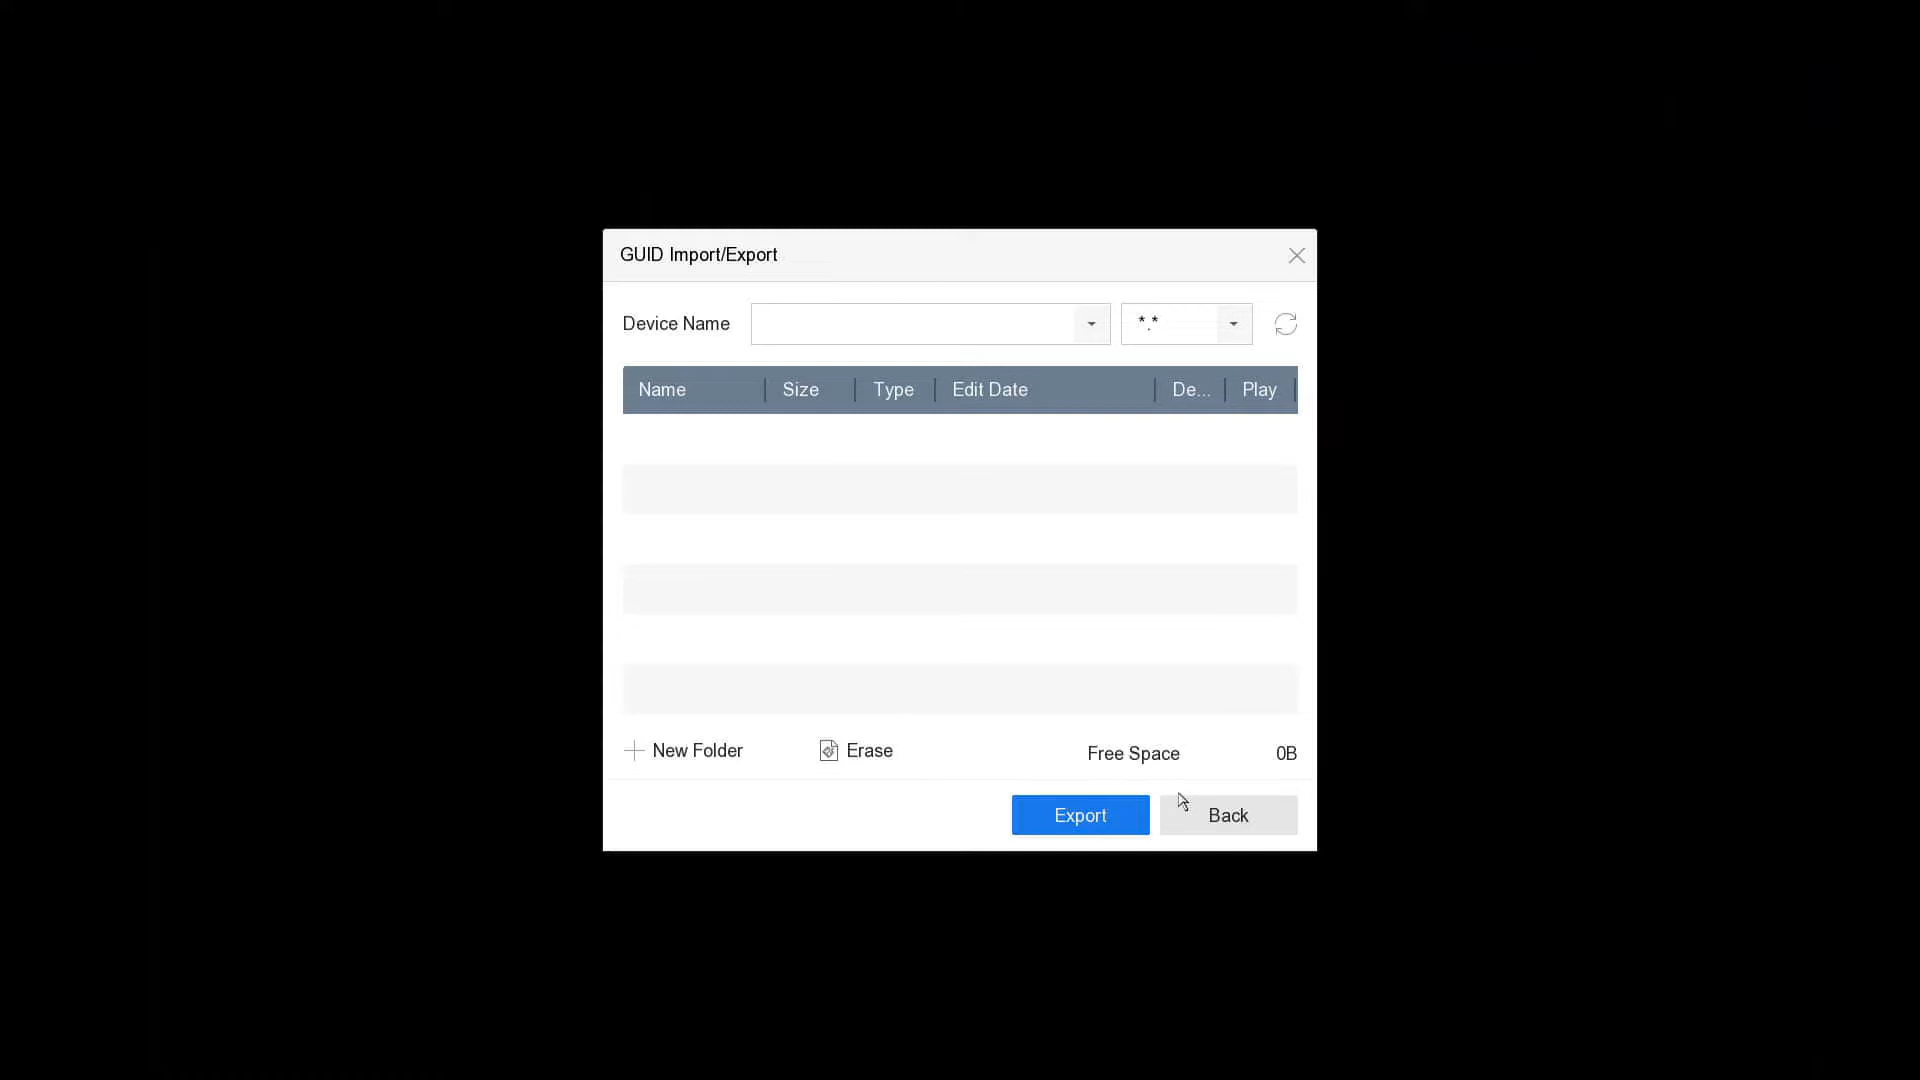 GUID Import/Export
Device Name *.*
Name Size Type Edit Date De... Play
New Folder Erase Free Space 0B
Export Back